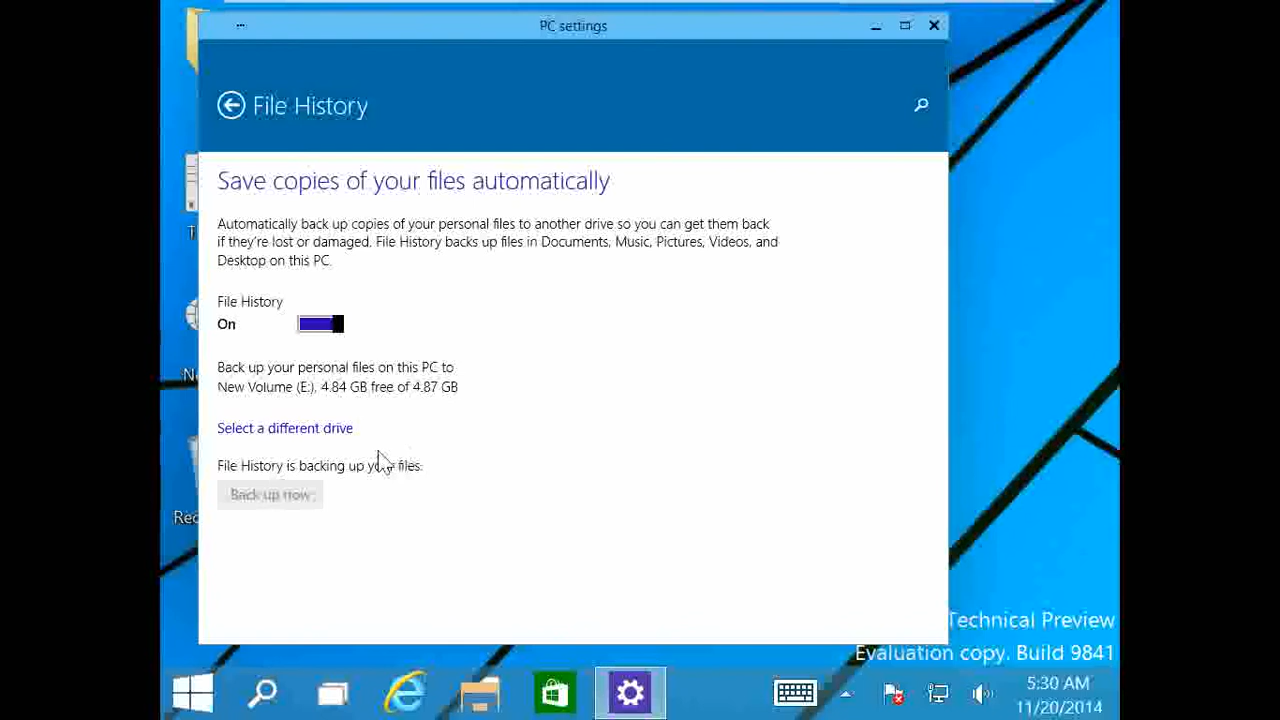 PC settings
File History
Save copies of your files automatically
Automatically back up copies of your personal files to another drive so you can get them back
if they're lost or damaged. File History backs up files in Documents, Music, Pictures, Videos, and
Desktop on this PC.
File History
On
Back up your personal files on this PC to
New Volume (E:), 4.84 GB free of 4.87 GB
Select a different drive
File History is backing up your files.
Back up now
Technical Preview
Evaluation copy. Build 9841
5:30 AM
11/20/2014